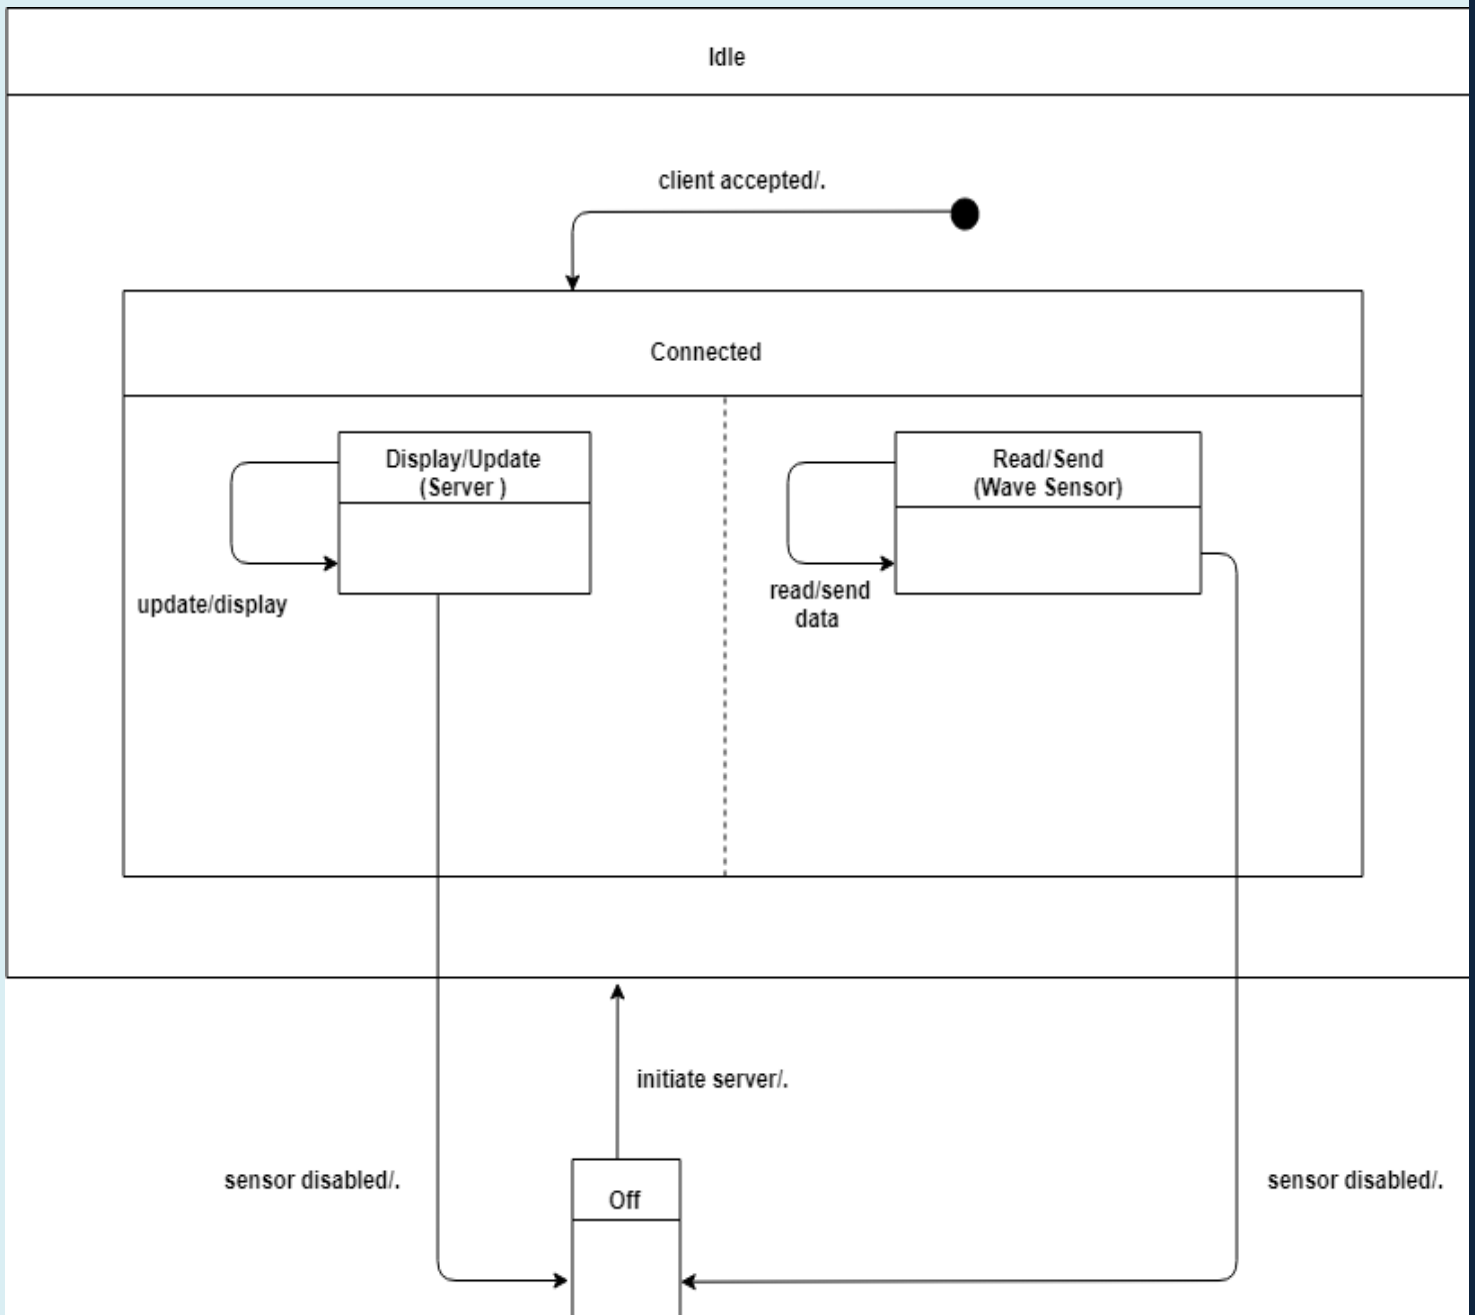 Idle
client accepted/.
Connected
Display/Update
(Server )
update/display
Read/Send
(Wave Sensor)
read/send
data
initiate server/.
sensor disabled/.
Off
sensor disabled/.